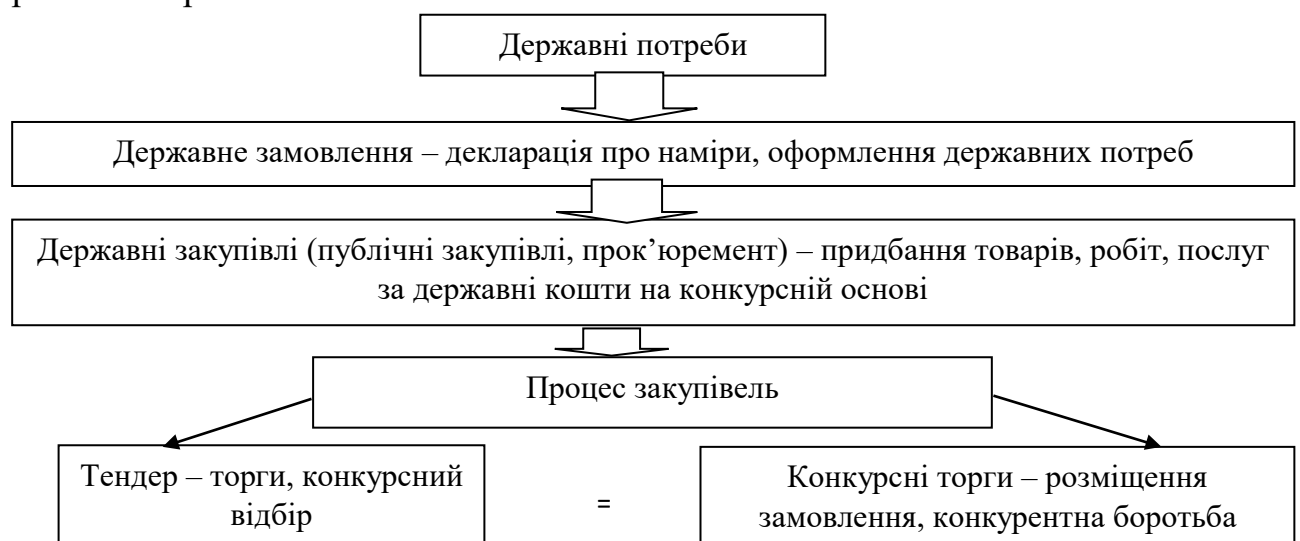 Державні потреби
Державне замовлення – декларація про наміри, оформлення державних потреб
Державні закупівлі (публічні закупівлі, прок’юремент) – придбання товарів, робіт, послуг
за державні кошти на конкурсній основі
Процес закупівель
Тендер – торги, конкурсний
відбір
=
Конкурсні торги – розміщення
замовлення, конкурентна боротьба